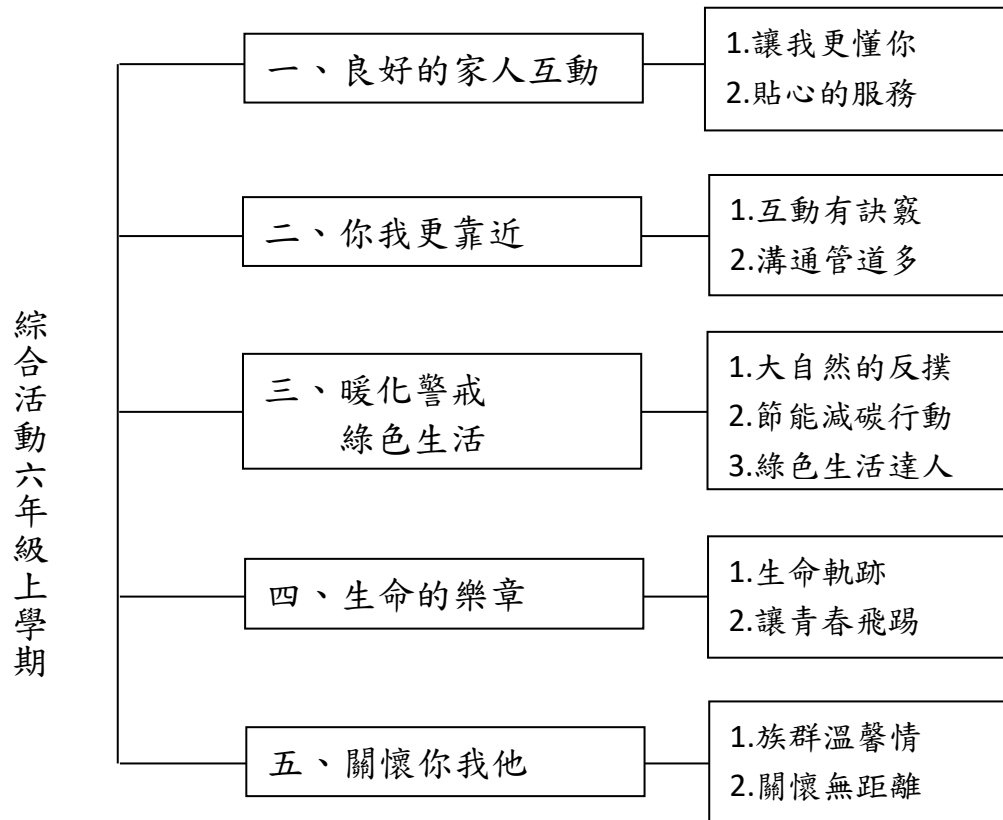 綜合活動六年級上學期
一、良好的家人互動
1.讓我更懂你
2.貼心的服務
二、你我更靠近
1.互動有訣竅
2.溝通管道多
三、暖化警戒
綠色生活
1.大自然的反撲
2.節能減碳行動
3.綠色生活達人
四、生命的樂章
1.生命軌跡
2.讓青春飛踢
五、關懷你我他
1.族群溫馨情
2.關懷無距離